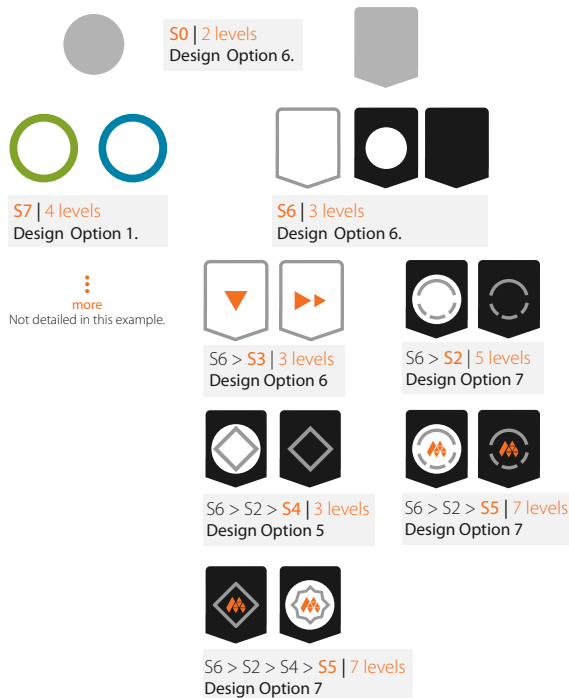 S0 | 2 levels
Design Option 6.
S7 | 4 levels
Design Option 1.
S6 | 3 levels
Design Option 6.
more
Not detailed in this example.
S6 > S3 | 3 levels
Design Option 6
S6 > S2 | 5 levels
Design Option 7
S6 > S2 > S4 | 3 levels
Design Option 5
S6 > S2 > S5 | 7 levels
Design Option 7
S6 > S2 > S4 > S5 | 7 levels
Design Option 7